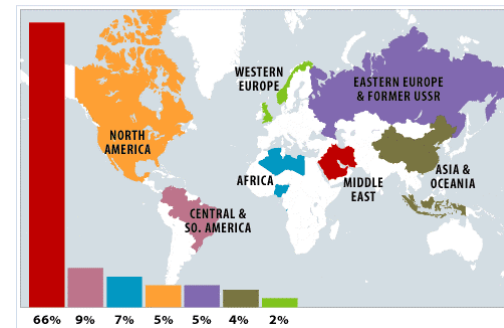 WESTERN
EUROPE
EASTERN EUROPE
& FORMER USSR
NORTH
AMERICA
ASIA &
OCEANIA
AFRICA
MIDDLE
EAST
CENTRAL &
SO. AMERICA
66% 9% 7% 5% 5% 4% 2%